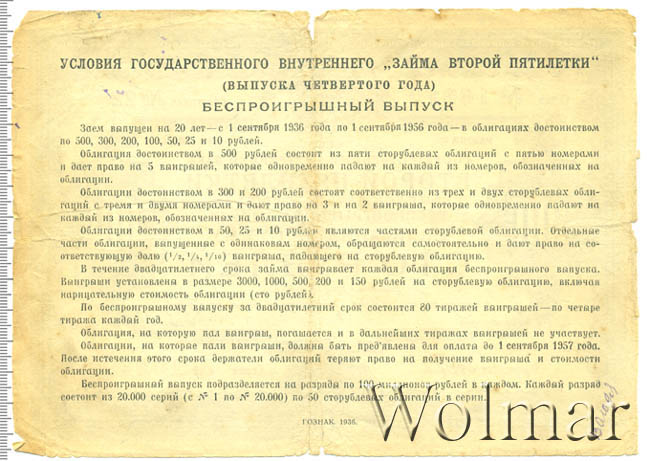 УСЛОВИЯ ГОСУДАРСТВЕННОГО ВНУТРЕННЕГО „ЗАЙМА ВТОРОЙ ПЯТИЛЕТКИ“
(ВЫПУСКА ЧЕТВЕРТОГО ГОДА)
БЕСПРОИГРЫШНЫЙ ВЫПУСК
Заем выпущен на 20 лет — с 1 сентября 1936 года по 1 сентября 1956 года — в облигациях достоинством
по 500, 300, 200, 100, 50, 25 и 10 рублей.
Облигация достоинством в 500 рублей состоит из пяти сторублевых облигаций с пятью номерами
и дает право на 5 выигрышей, которые одновременно падают на каждый из номеров, обозначенных на
облигации.
Облигации достоинством в 300 и 200 рублей состоят соответственно из трех и двух сторублевых обли-
гаций с тремя и двумя номерами и дают право на 3 и на 2 выигрыша, которые одновременно падают на
каждый из номеров, обозначенных на облигации.
Облигации достоинством в 50, 25 и 10 рублей являются частями сторублевой облигации. Отдельные
части облигации, выпущенные с одинаковым номером, обращаются самостоятельно и дают право на со-
ответствующую долю (1/2, 1/4, 1/10) выигрыша, падающего на сторублевую облигацию.
В течение двадцатилетнего срока займа выигрывает каждая облигация беспроигрышного выпуска.
Выигрыши установлены в размере 3000, 1000, 500, 200 и 150 рублей на сторублевую облигацию, включая
нарицательную стоимость облигации (сто рублей).
По беспроигрышному выпуску за двадцатилетний срок состоится 80 тиражей выигрышей — по четыре
тиража каждый год.
Облигация, на которую пал выигрыш, погашается и в дальнейших тиражах выигрышей не участвует.
Облигации, на которые пали выигрыши, должны быть пред'явлены для оплаты до 1 сентября 1957 года.
После истечения этого срока держатели облигаций теряют право на получение выигрыша и стоимости
облигации.
Беспроигрышный выпуск подразделяется на разряды по 100 миллионов рублей в каждом. Каждый разряд
состоит из 20.000 серий (с № 1 по № 20.000) по 50 сторублевых облигаций в серии.
ГОЗНАК. 1936.
Wolmar